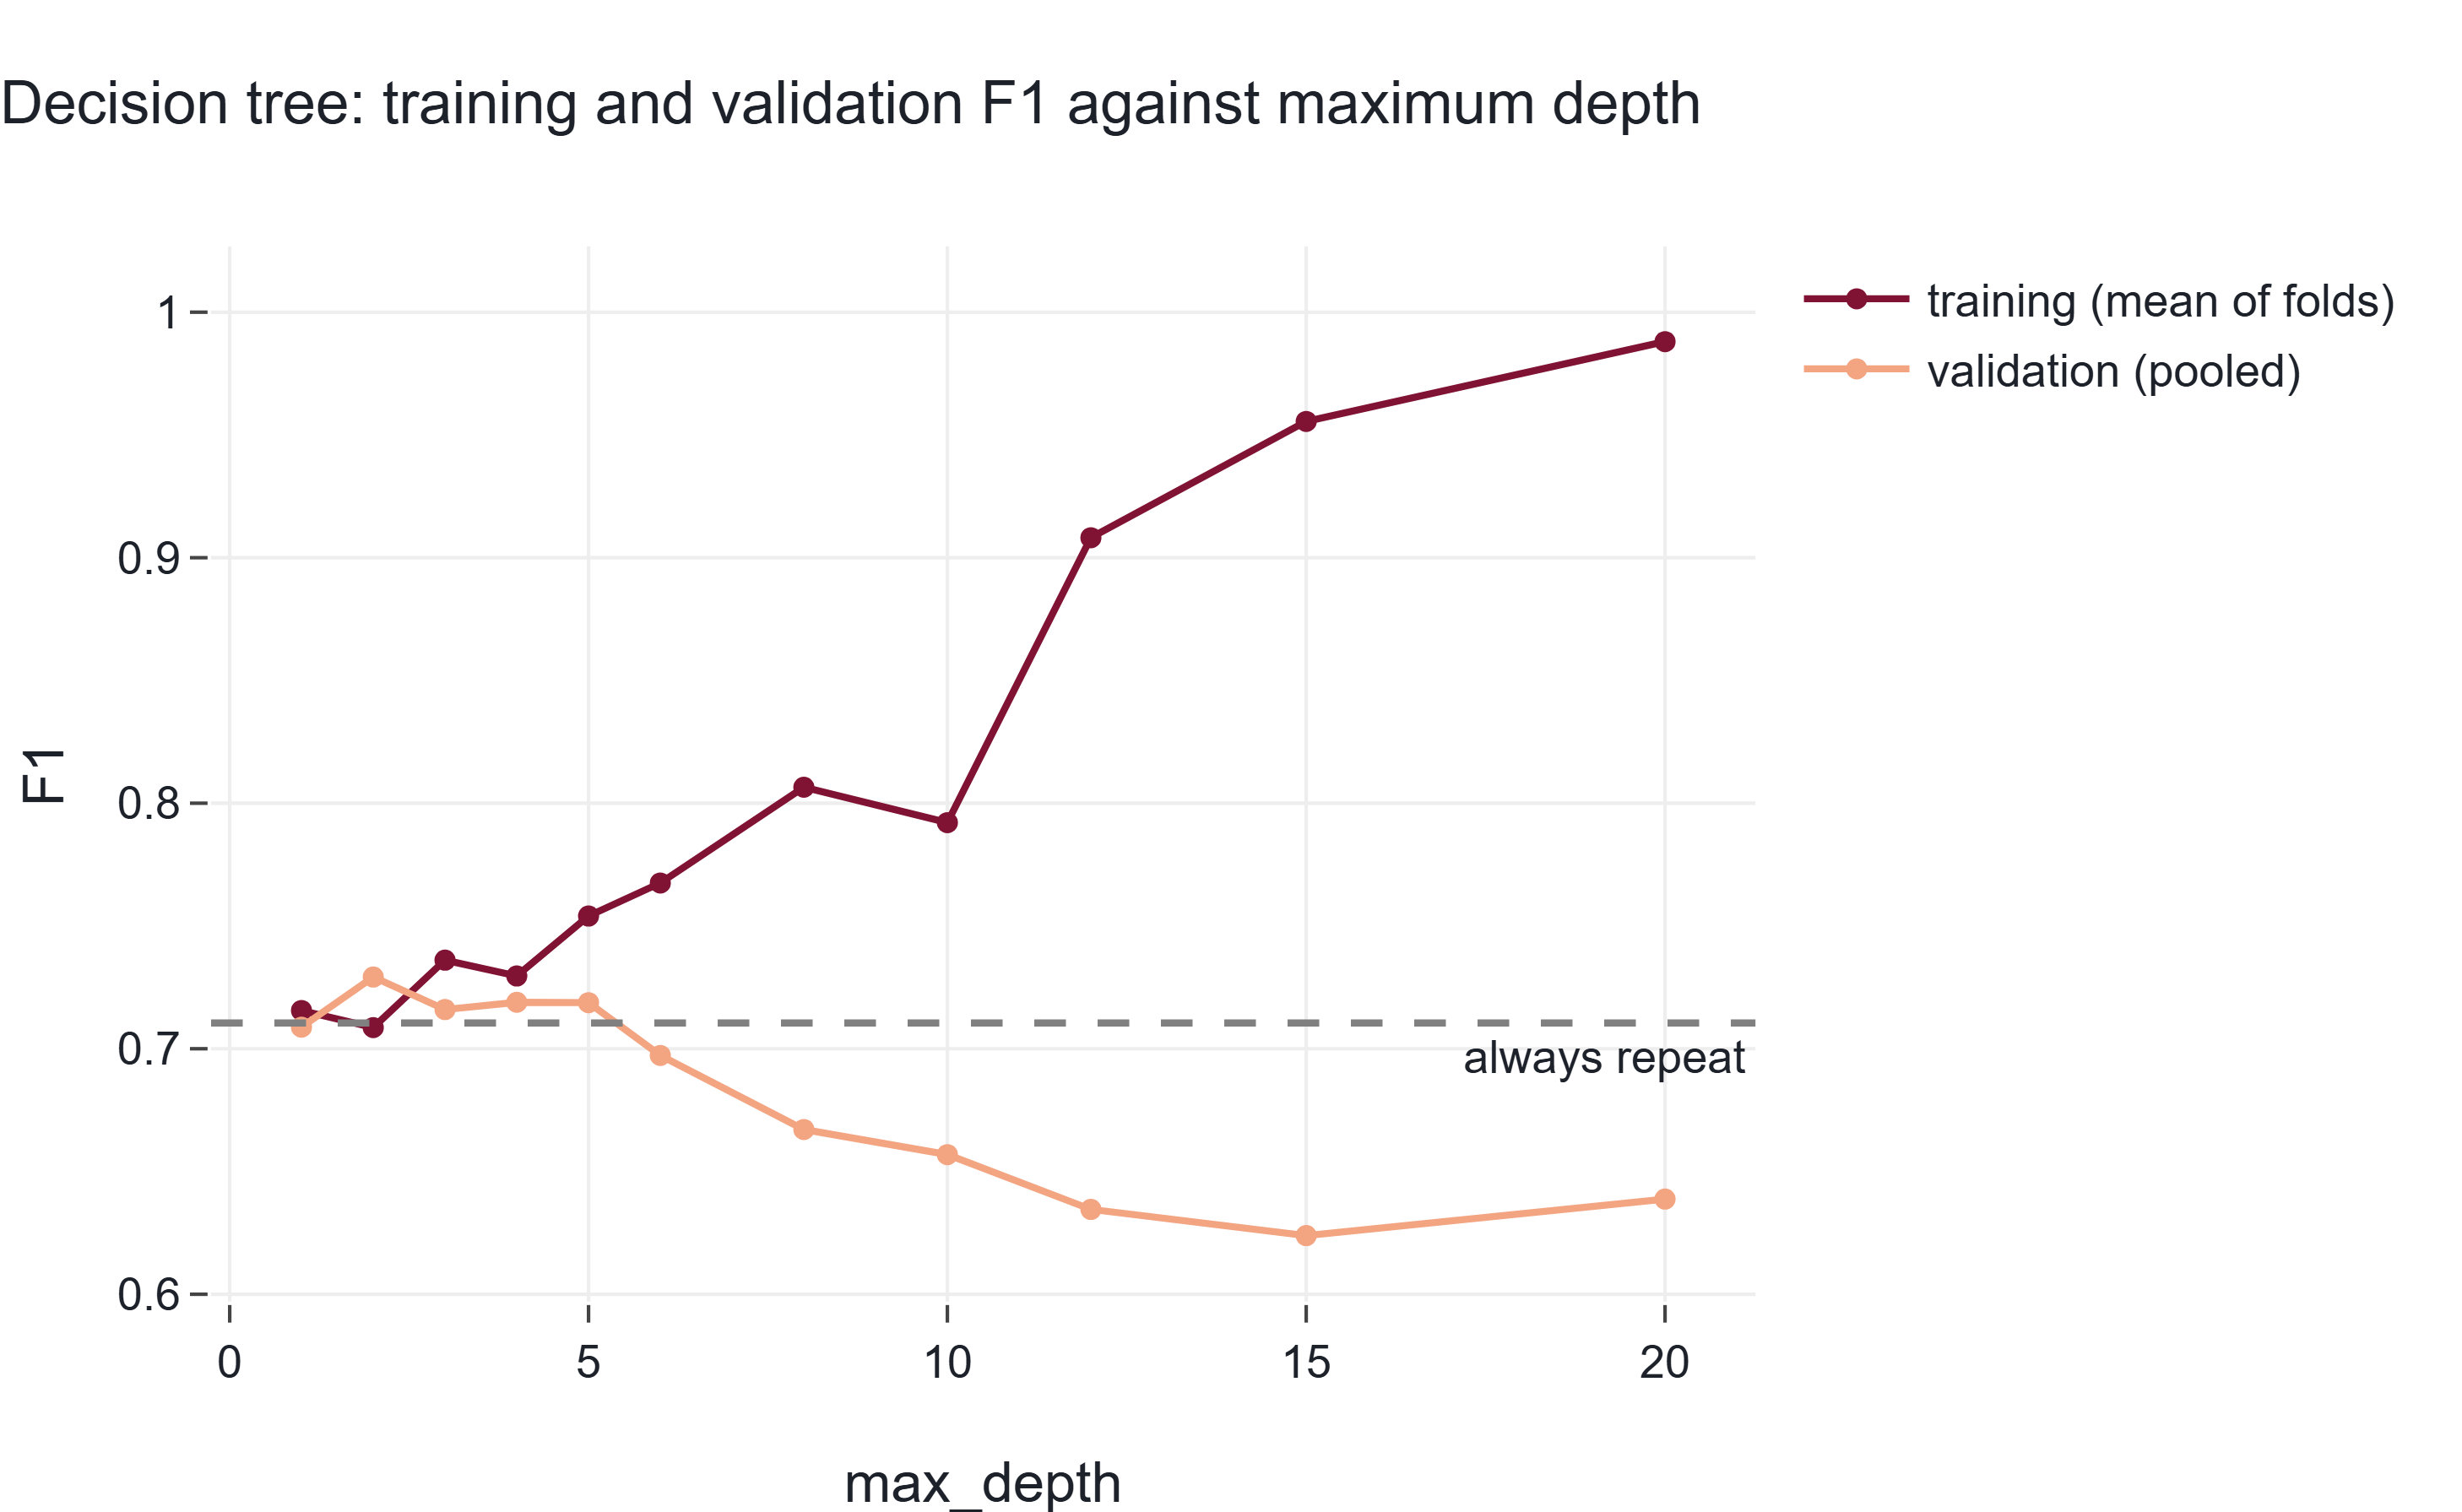 Decision tree: training and validation F1 against maximum depth
training (mean of folds)
validation (pooled)
F1
1
0.9
0.8
0.7
0.6
always repeat
0 5 10 15 20
max_depth